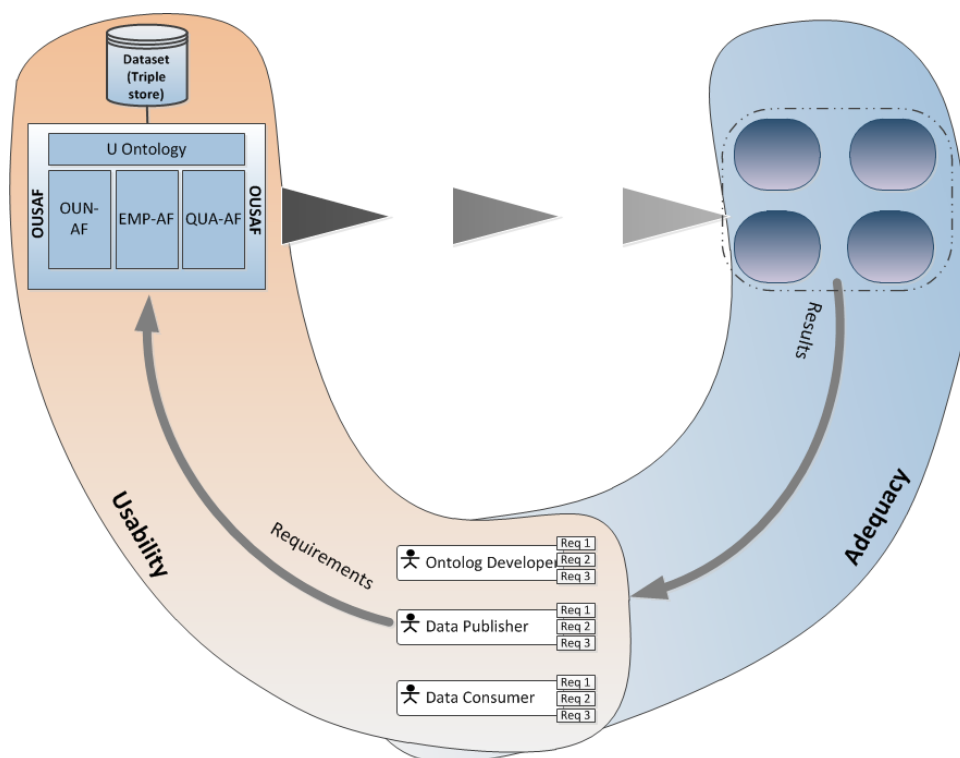 Dataset
(Triple
store)
U Ontology
OUSAF
OUN-
AF
EMP-AF
QUA-AF
OUSAF
Results
Usability
Requirements
Adequacy
Ontolog Developer
Req 1
Req 2
Req 3
Data Publisher
Req 1
Req 2
Req 3
Data Consumer
Req 1
Req 2
Req 3